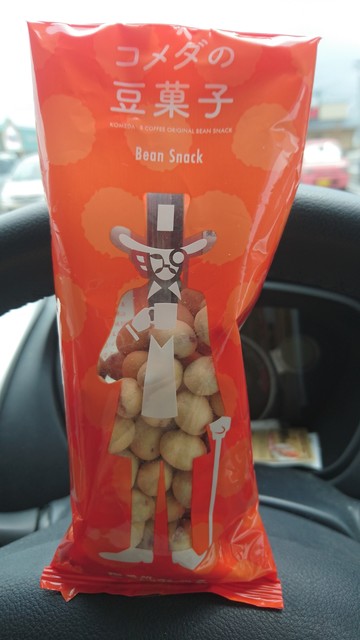 コメダの
豆菓子
KOMEDA'S COFFEE ORIGINAL BEAN SNACK
Bean Snack